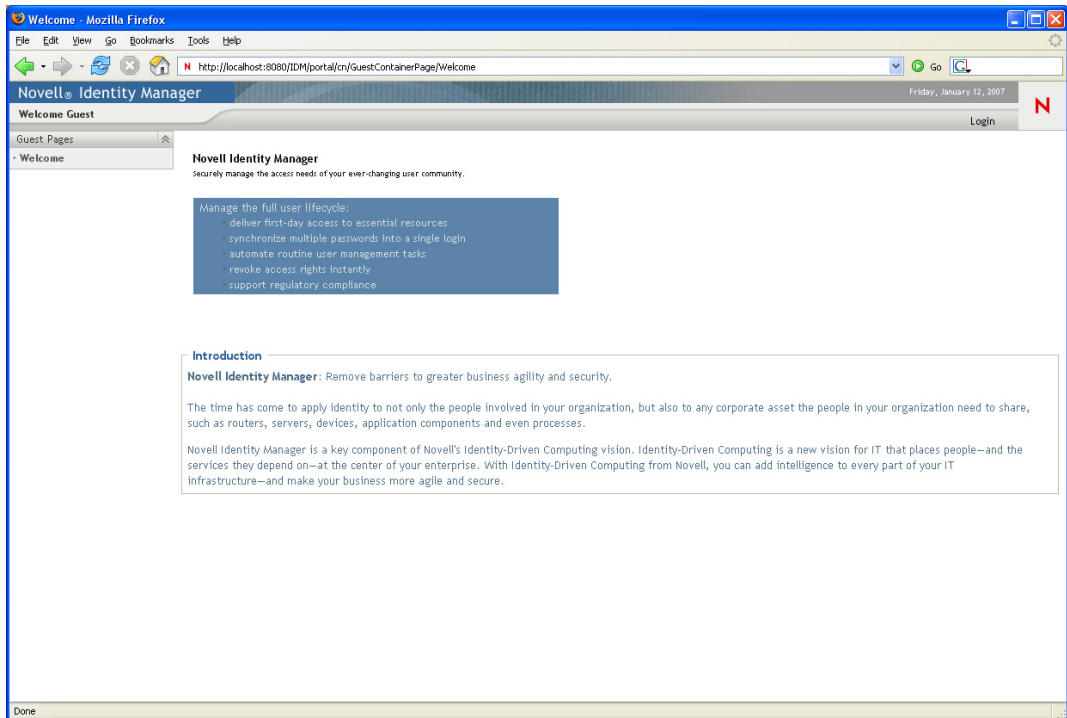 Welcome - Mozilla Firefox
File Edit View Go Bookmarks Tools Help
N http://localhost:8080/IDM/portal/cn/GuestContainerPage/Welcome Go G
Novell® Identity Manager Friday, January 12, 2007
N
Welcome Guest
Login
Guest Pages
· Welcome
Novell Identity Manager
Securely manage the access needs of your ever-changing user community.
Manage the full user lifecycle:
· deliver first-day access to essential resources
· synchronize multiple passwords into a single login
· automate routine user management tasks
· revoke access rights instantly
· support regulatory compliance
Introduction
Novell Identity Manager: Remove barriers to greater business agility and security.
The time has come to apply identity to not only the people involved in your organization, but also to any corporate asset the people in your organization need to share,
such as routers, servers, devices, application components and even processes.
Novell Identity Manager is a key component of Novell's Identity-Driven Computing vision. Identity-Driven Computing is a new vision for IT that places people—and the
services they depend on—at the center of your enterprise. With Identity-Driven Computing from Novell, you can add intelligence to every part of your IT
infrastructure—and make your business more agile and secure.
Done